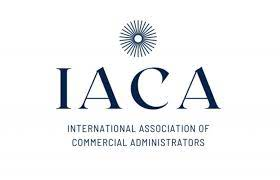 IACA
INTERNATIONAL ASSOCIATION OF
COMMERCIAL ADMINISTRATORS